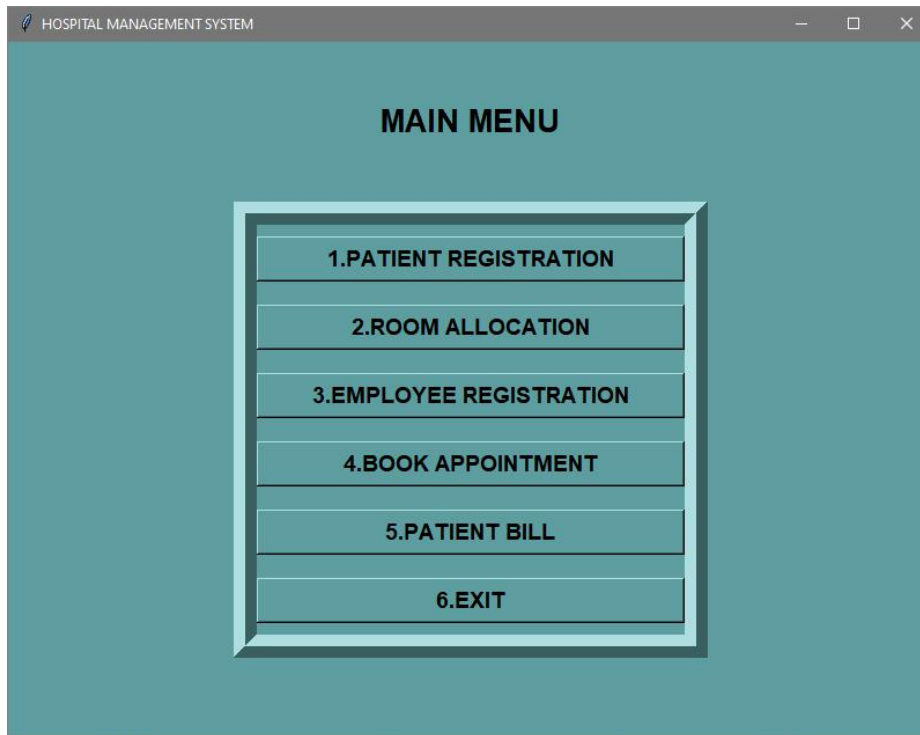 HOSPITAL MANAGEMENT SYSTEM
MAIN MENU
1.PATIENT REGISTRATION
2.ROOM ALLOCATION
3.EMPLOYEE REGISTRATION
4.BOOK APPOINTMENT
5.PATIENT BILL
6.EXIT